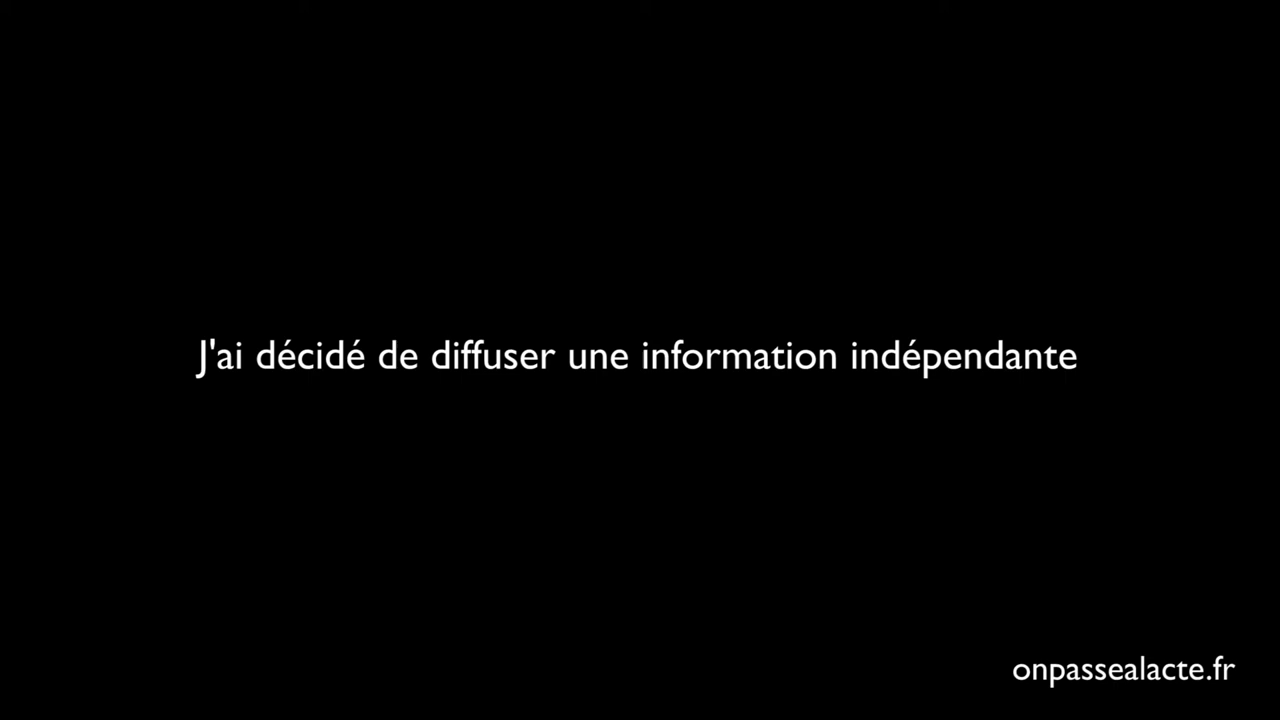 J'ai décidé de diffuser une information indépendante
onpassealacte.fr